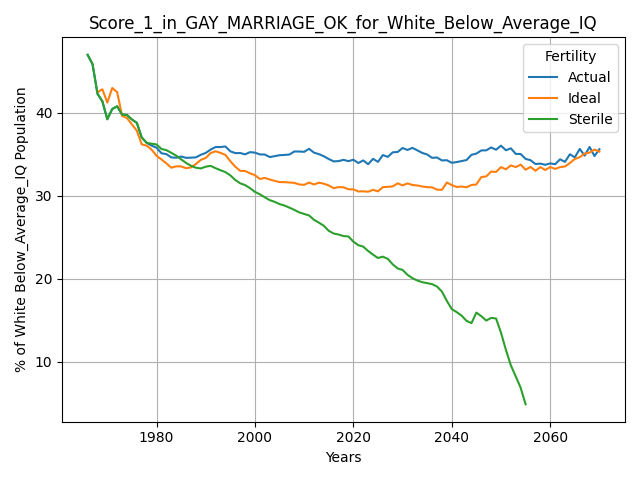 Score_1_in_GAY_MARRIAGE_OK_for_White_Below_Average_IQ
% of White Below_Average_IQ Population
40
30
20
10
Fertility
Actual
Ideal
Sterile
1980
2000
2020
2040
2060
Years